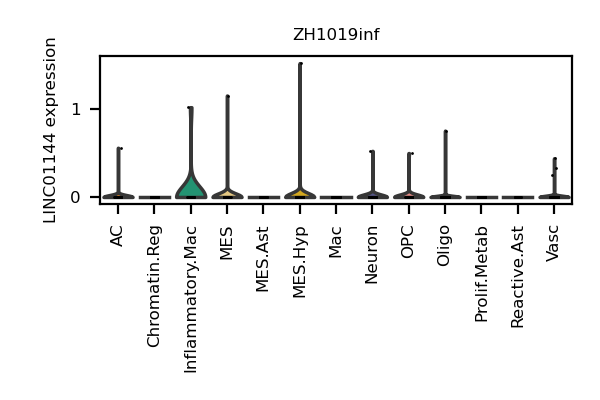 ZH1019inf
LINC01144 expression
1
0
AC
Chromatin.Reg
Inflammatory.Mac
MES
MES.Ast
MES.Hyp
Mac
Neuron
OPC
Oligo
Prolif.Metab
Reactive.Ast
Vasc